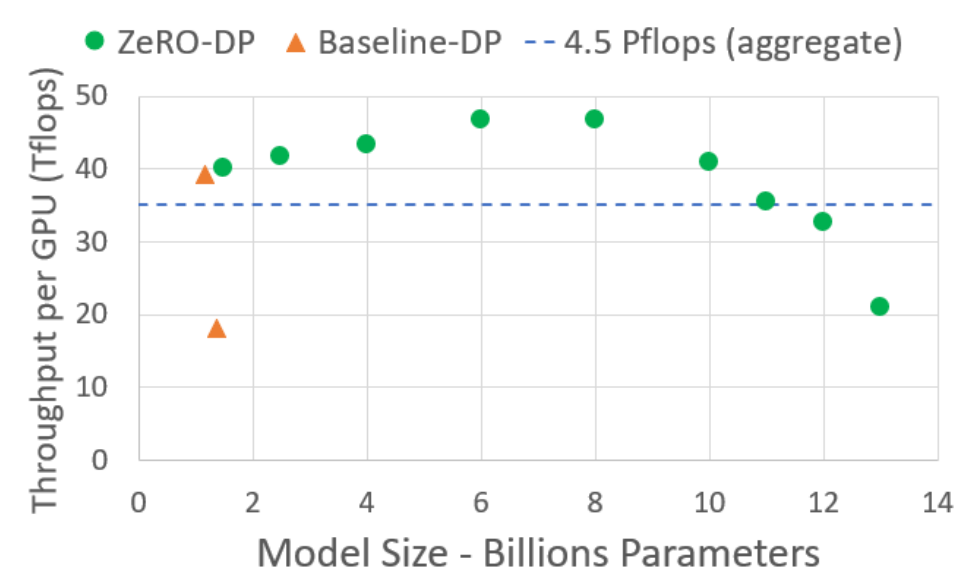 ZeRO-DP Baseline-DP 4.5 Pflops (aggregate)
Throughput per GPU (Tflops)
50
40
30
20
10
0
0 2 4 6 8 10 12 14
Model Size - Billions Parameters